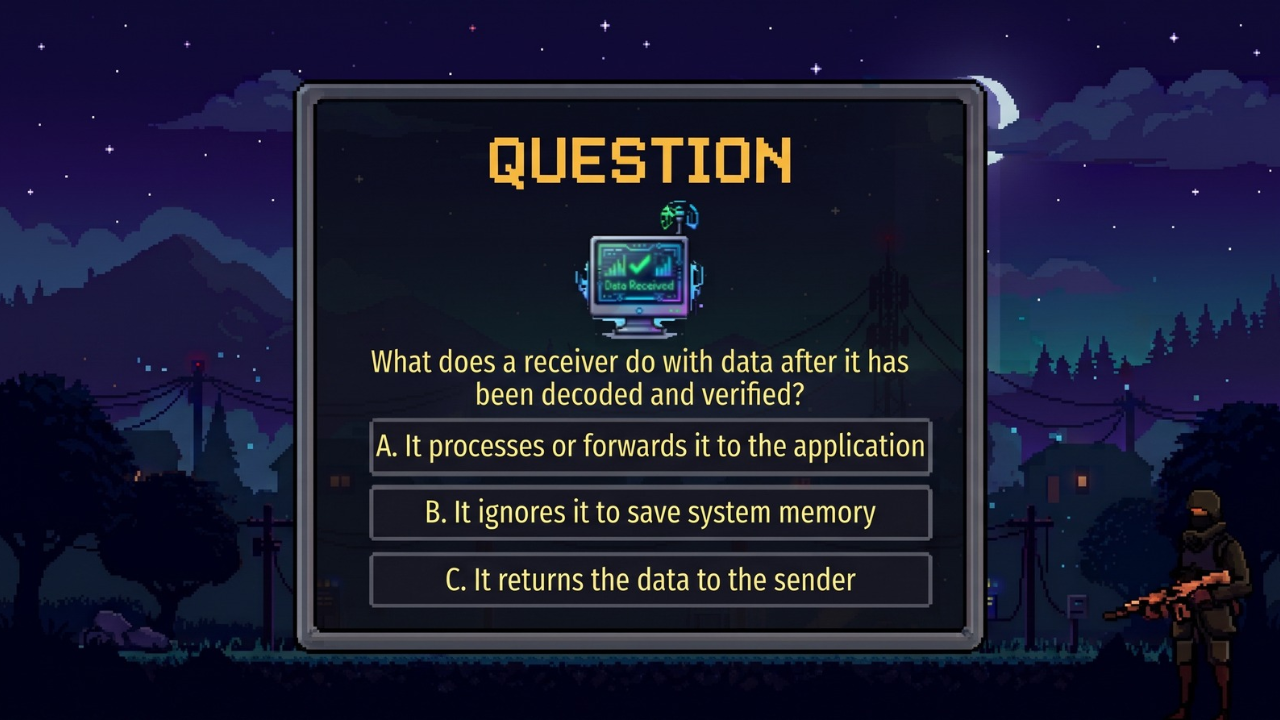 QUESTION
Data Received
What does a receiver do with data after it has
been decoded and verified?
A. It processes or forwards it to the application
B. It ignores it to save system memory
C. It returns the data to the sender